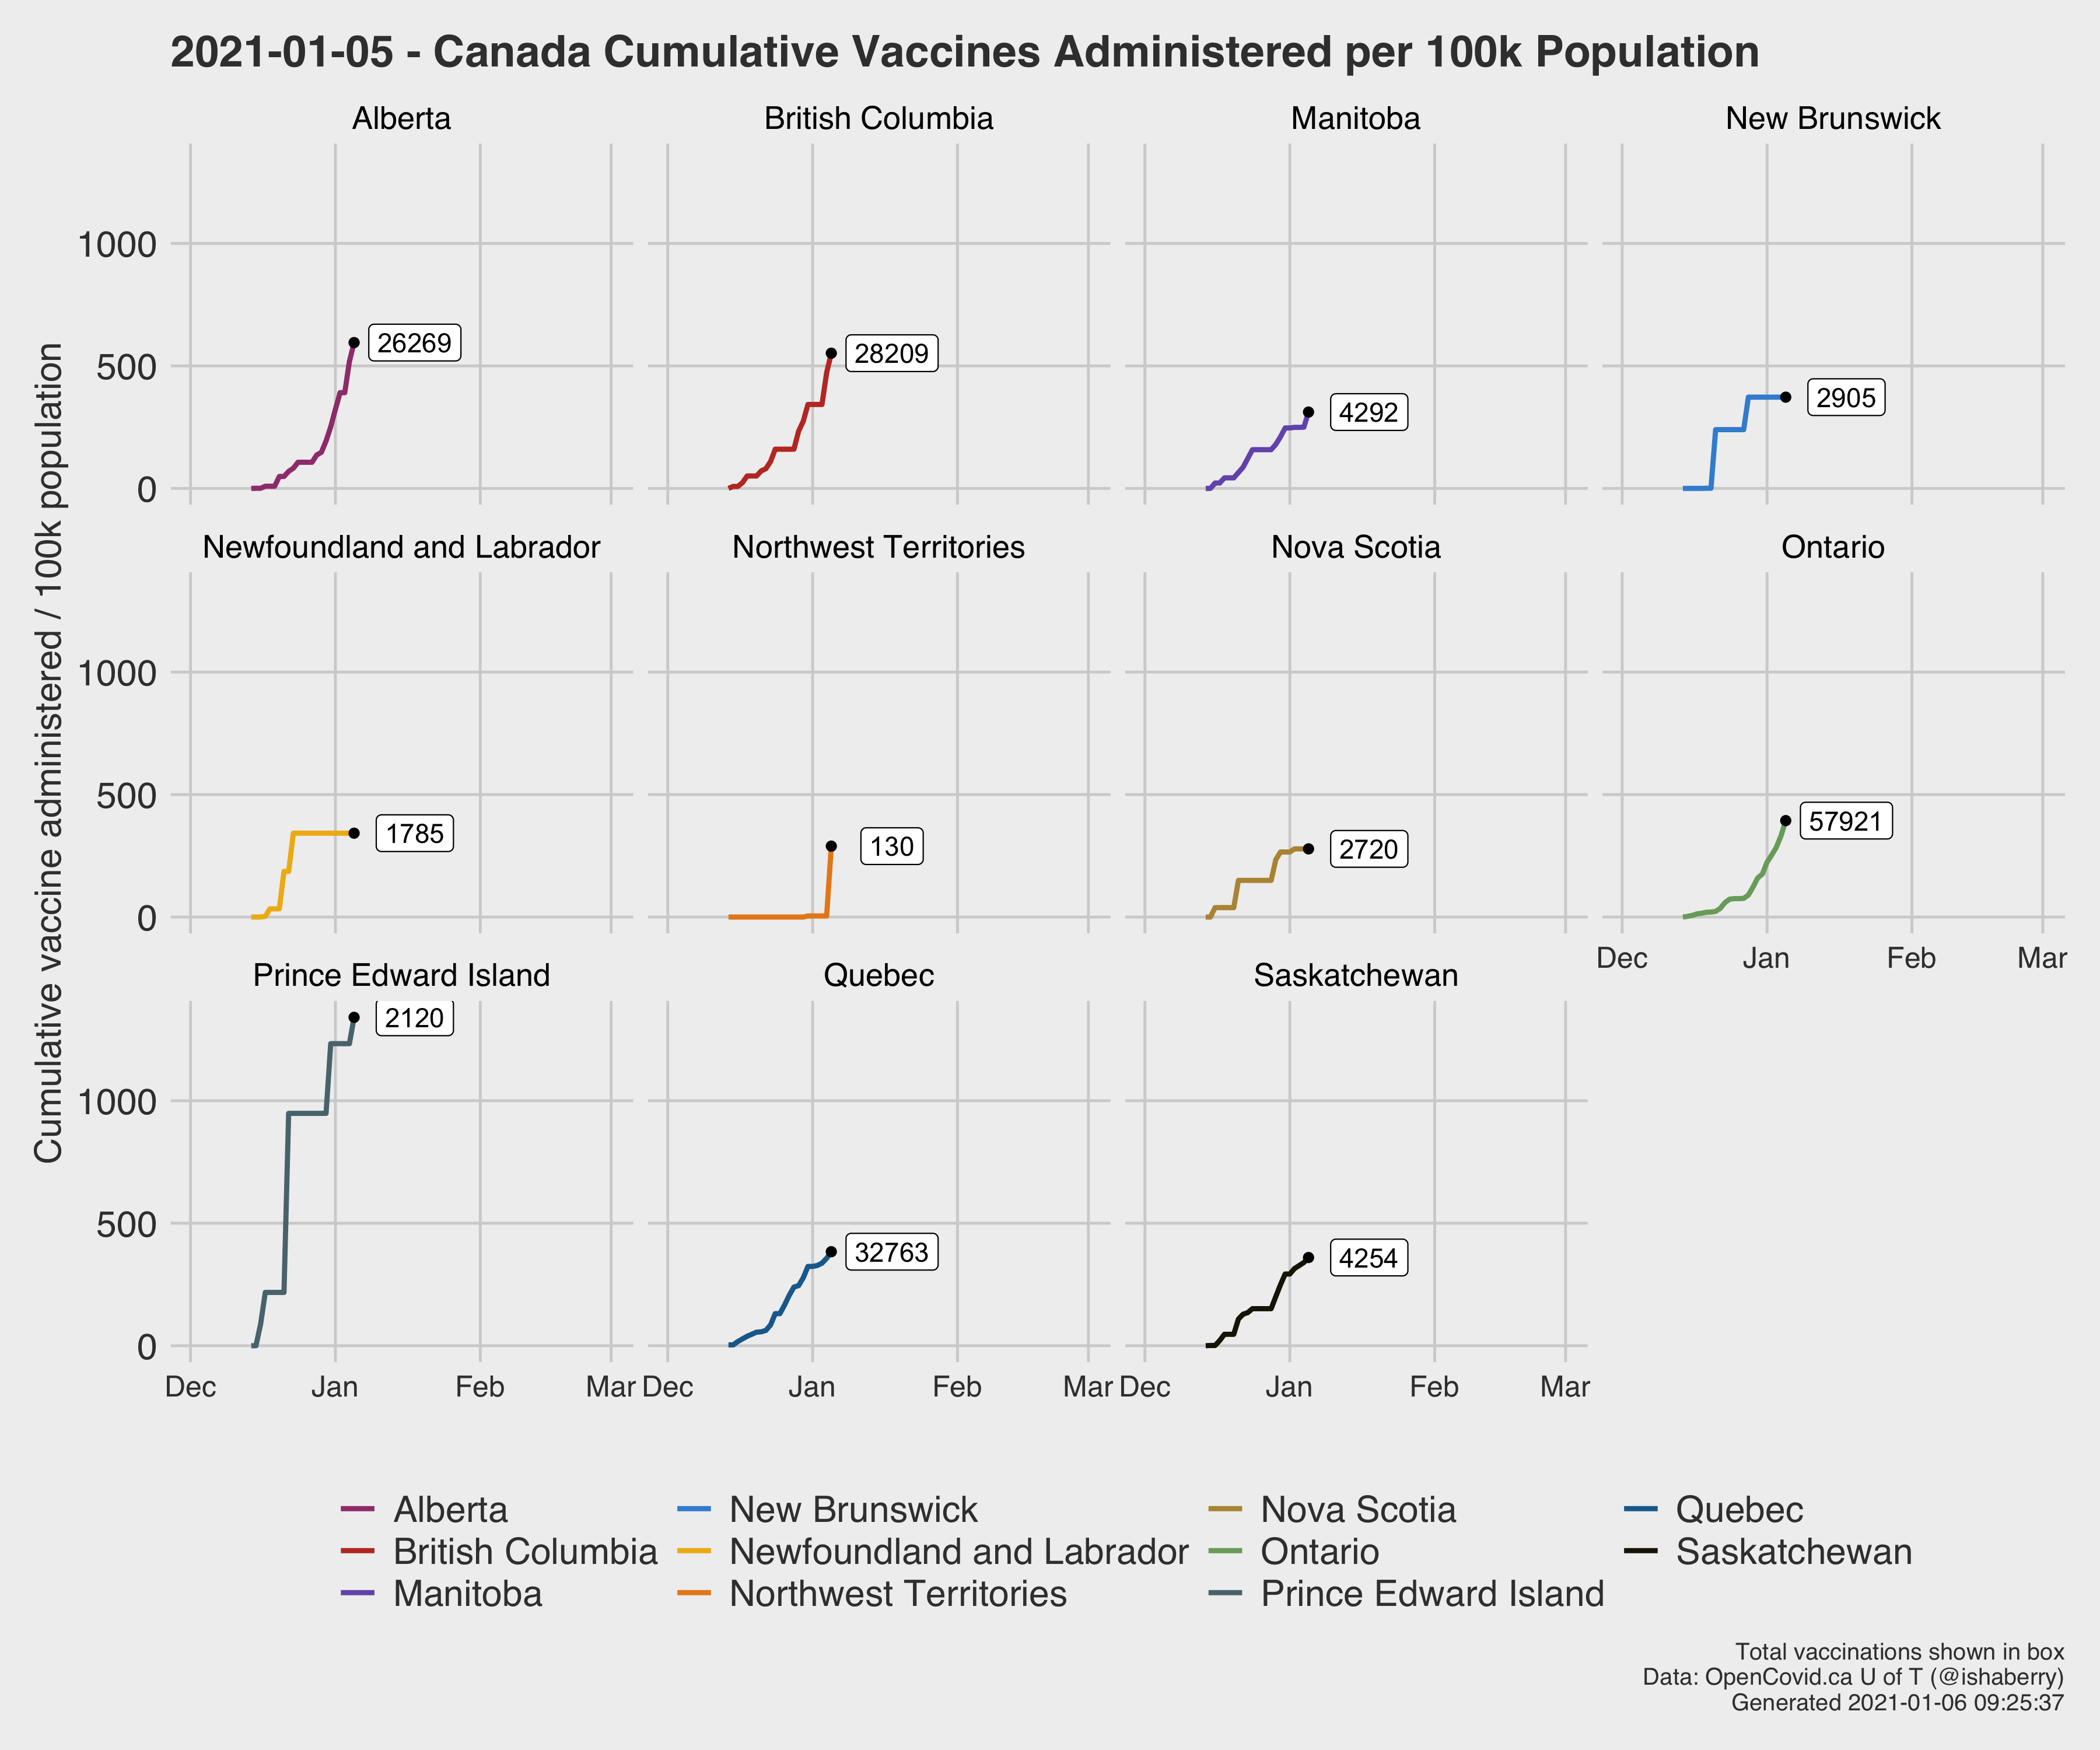 2021-01-05 - Canada Cumulative Vaccines Administered per 100k Population
Cumulative vaccine administered / 100k population
Alberta
British Columbia
Manitoba
New Brunswick
1000
500
0
26269
28209
4292
2905
Newfoundland and Labrador
Northwest Territories
Nova Scotia
Ontario
1000
500
0
1785
130
2720
57921
Dec Jan Feb Mar
Prince Edward Island
Quebec
Saskatchewan
1000
500
0
2120
32763
4254
Dec Jan Feb Mar
Dec Jan Feb Mar
Dec Jan Feb Mar
Alberta
British Columbia
Manitoba
New Brunswick
Newfoundland and Labrador
Northwest Territories
Nova Scotia
Ontario
Prince Edward Island
Quebec
Saskatchewan
Total vaccinations shown in box
Data: OpenCovid.ca U of T (@ishaberry)
Generated 2021-01-06 09:25:37